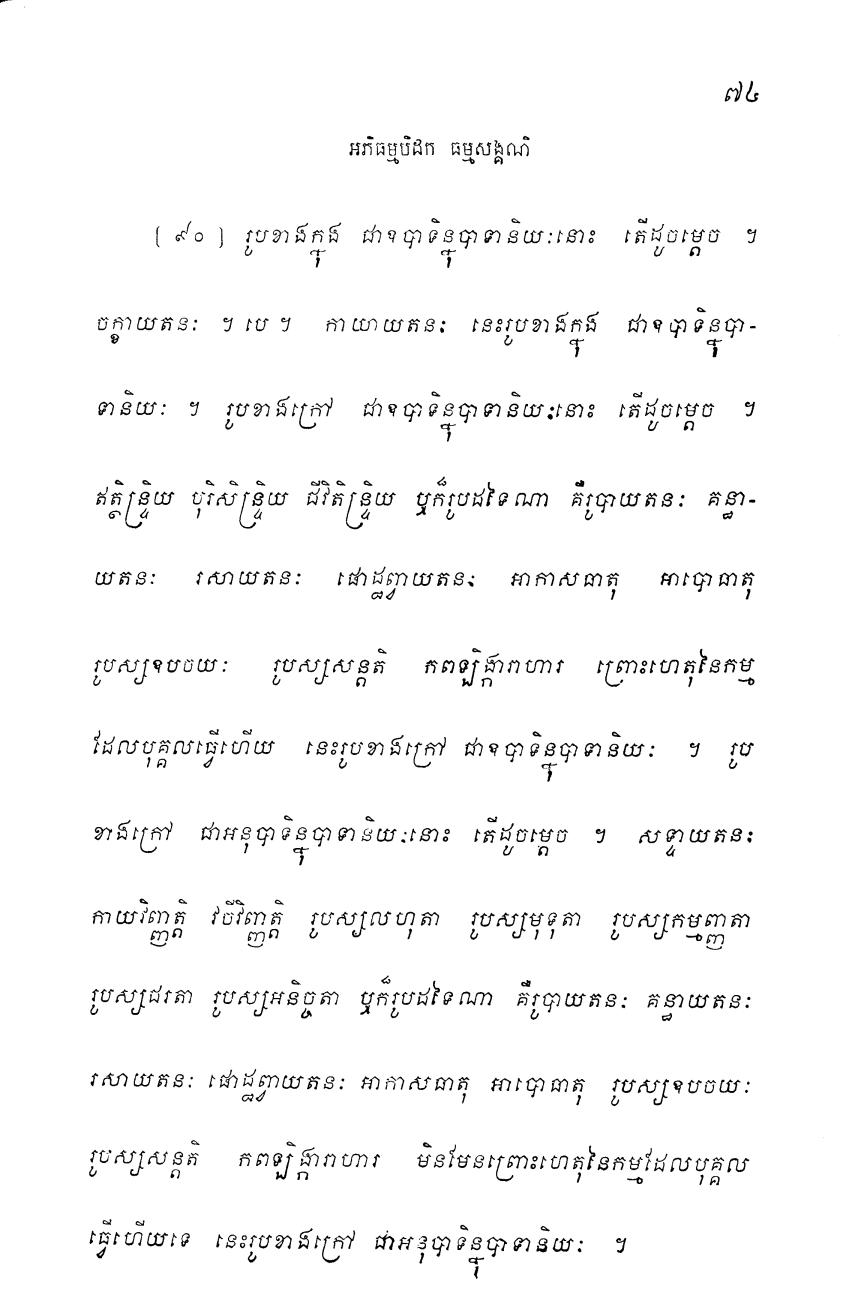 ៧៤
អភិធម្មបិដក ធម្មសង្គណិ
[ ៩០ ] រូបខាងក្នុង ជាឧបាទិន្នុបាទានិយៈនោះ តើដូចម្តេច ។
ចក្ខាយតនៈ ។ បេ ។ កាយាយតនៈ នេះរូបខាងក្នុង ជាឧបាទិន្នុបា-
ទានិយៈ ។ រូបខាងក្រៅ ជាឧបាទិន្នុបាទានិយៈនោះ តើដូចម្តេច ។
ឥត្ថិន្ទ្រិយ បុរិសិន្ទ្រិយ ជីវិតិន្ទ្រិយ ឬក៏រូបដទៃណា គឺរូបាយតនៈ គន្ធា-
យតនៈ រសាយតនៈ ផោដ្ឋព្វាយតនៈ អាកាសធាតុ អាបោធាតុ
រូបស្សឧបចយៈ រូបស្សសន្តតិ កពឡិង្ការាហារ ព្រោះហេតុនៃកម្ម
ដែលបុគ្គលធ្វើហើយ នេះរូបខាងក្រៅ ជាឧបាទិន្នុបាទានិយៈ ។ រូប
ខាងក្រៅ ជាអនុបាទិន្នុបាទានិយៈនោះ តើដូចម្តេច ។ សទ្ទាយតនៈ
កាយវិញ្ញត្តិ វចីវិញ្ញត្តិ រូបស្សលហុតា រូបស្សមុទុតា រូបស្សកម្មញ្ញតា
រូបស្សជរតា រូបស្សអនិច្ចតា ឬក៏រូបដទៃណា គឺរូបាយតនៈ គន្ធាយតនៈ
រសាយតនៈ ផោដ្ឋព្វាយតនៈ អាកាសធាតុ អាបោធាតុ រូបស្សឧបចយៈ
រូបស្សសន្តតិ កពឡិង្ការាហារ មិនមែនព្រោះហេតុនៃកម្មដែលបុគ្គល
ធ្វើហើយទេ នេះរូបខាងក្រៅ ជាអនុបាទិន្នុបាទានិយៈ ។